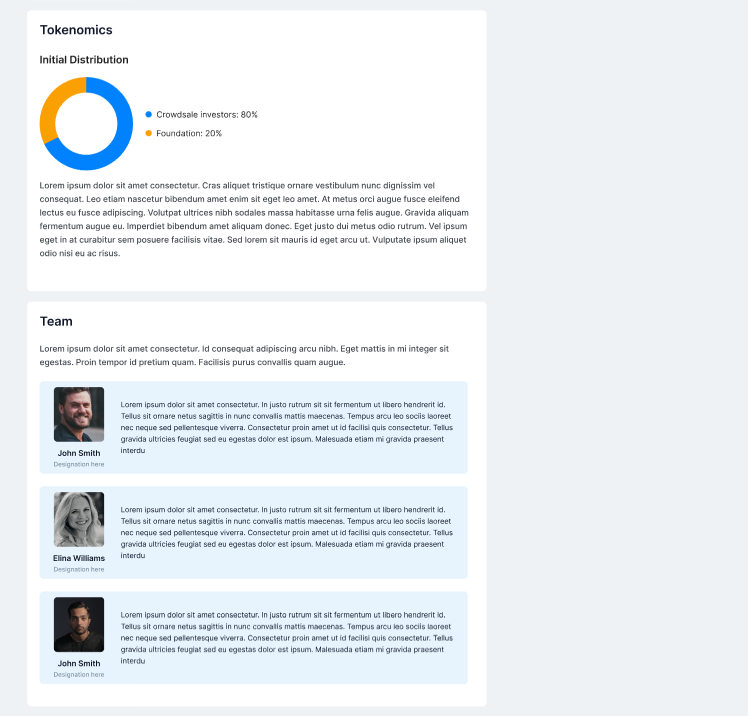 Tokenomics
Initial Distribution
Crowdsale investors: 80%
Foundation: 20%
Lorem ipsum dolor sit amet consectetur. Cras aliquet tristique ornare vestibulum nunc dignissim vel
consequat. Leo etiam nascetur bibendum amet enim sit eget leo amet. At metus orci augue fusce eleifend
lectus eu fusce adipiscing. Volutpat ultrices nibh sodales massa habitasse urna felis augue. Gravida aliquam
fermentum augue eu. Imperdiet bibendum amet aliquam donec. Eget justo dui metus odio rutrum. Vel ipsum
eget in at curabitur sem posuere facilisis vitae. Sed lorem sit mauris id eget arcu ut. Vulputate ipsum aliquet
odio nisi eu ac risus.
Team
Lorem ipsum dolor sit amet consectetur. Id consequat adipiscing arcu nibh. Eget mattis in mi integer sit
egestas. Proin tempor id pretium quam. Facilisis purus convallis quam augue.
Lorem ipsum dolor sit amet consectetur. In justo rutrum sit sit fermentum ut libero hendrerit id.
Tellus sit ornare netus sagittis in nunc convallis mattis maecenas. Tempus arcu leo sociis laoreet
nec neque sed pellentesque viverra. Consectetur proin amet ut id facilisi quis consectetur. Tellus
gravida ultricies feugiat sed eu egestas dolor est ipsum. Malesuada etiam mi gravida praesent
interdu
John Smith
Designation here
Lorem ipsum dolor sit amet consectetur. In justo rutrum sit sit fermentum ut libero hendrerit id.
Tellus sit ornare netus sagittis in nunc convallis mattis maecenas. Tempus arcu leo sociis laoreet
nec neque sed pellentesque viverra. Consectetur proin amet ut id facilisi quis consectetur. Tellus
gravida ultricies feugiat sed eu egestas dolor est ipsum. Malesuada etiam mi gravida praesent
interdu
Elina Williams
Designation here
Lorem ipsum dolor sit amet consectetur. In justo rutrum sit sit fermentum ut libero hendrerit id.
Tellus sit ornare netus sagittis in nunc convallis mattis maecenas. Tempus arcu leo sociis laoreet
nec neque sed pellentesque viverra. Consectetur proin amet ut id facilisi quis consectetur. Tellus
gravida ultricies feugiat sed eu egestas dolor est ipsum. Malesuada etiam mi gravida praesent
interdu
John Smith
Designation here